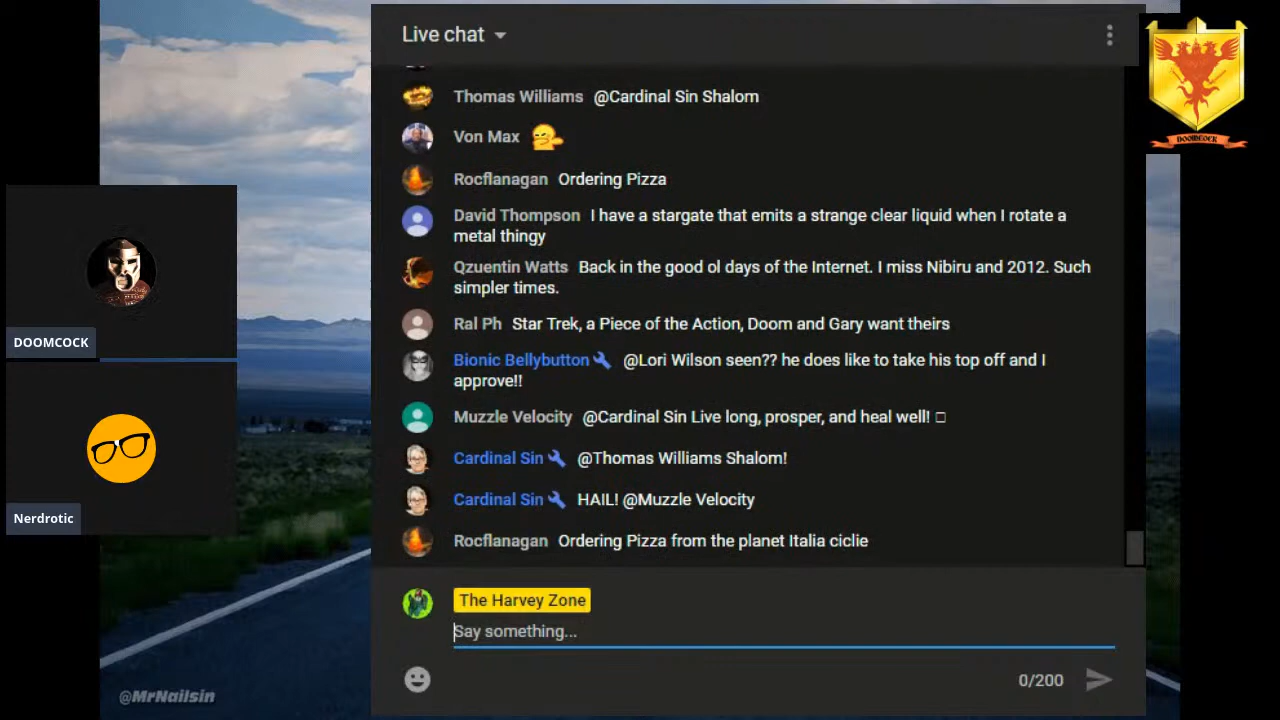 Live chat
Thomas Williams @Cardinal Sin Shalom
Von Max
Rocflanagan Ordering Pizza
David Thompson I have a stargate that emits a strange clear liquid when I rotate a
metal thingy
Qzuentin Watts Back in the good ol days of the Internet. I miss Nibiru and 2012. Such
simpler times.
Ral Ph Star Trek, a Piece of the Action, Doom and Gary want theirs
Bionic Bellybutton @Lori Wilson seen?? he does like to take his top off and I
approve!!
Muzzle Velocity @Cardinal Sin Live long, prosper, and heal well! □
Cardinal Sin @Thomas Williams Shalom!
Cardinal Sin HAIL! @Muzzle Velocity
Rocflanagan Ordering Pizza from the planet Italia ciclie
The Harvey Zone
Say something...
0/200
DOOMCOCK
Nerdrotic
@MrNailsin
DOOMCOCK